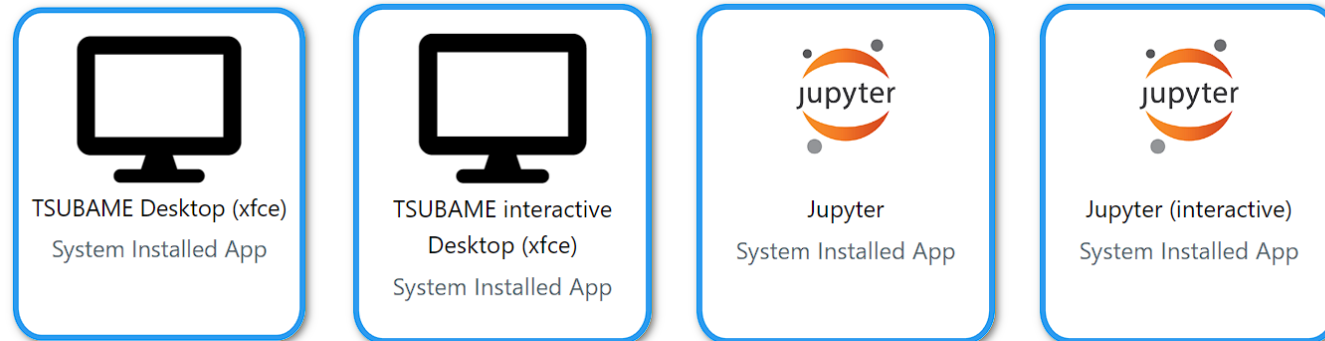 TSUBAME Desktop (xfce)
System Installed App
TSUBAME interactive
Desktop (xfce)
System Installed App
jupyter
Jupyter
System Installed App
jupyter
Jupyter (interactive)
System Installed App